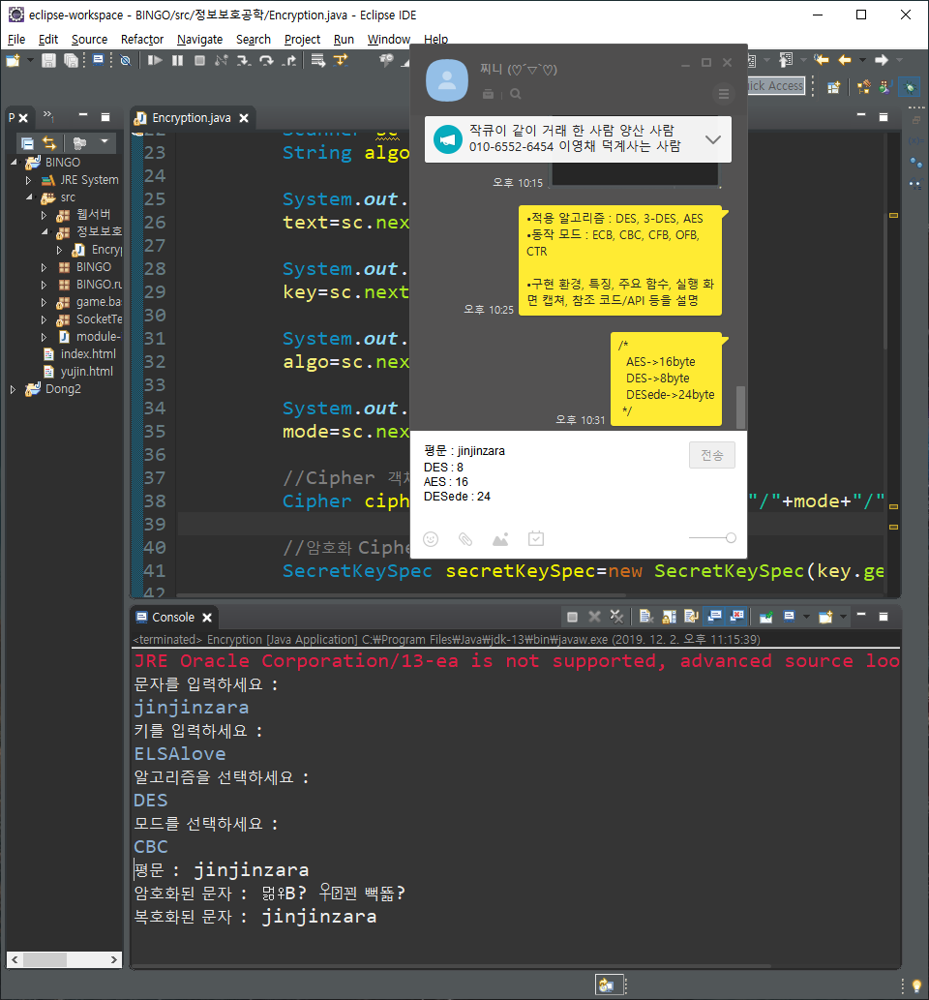 eclipse-workspace - BINGO/src/정보보호공학/Encryption.java - Eclipse IDE
File Edit Source Refactor Navigate Search Project Run Window Help
찌니 (♡´▽`♡)
ick Access
작큐이 같이 거래 한 사람 양산 사람
010-6552-6454 이영채 덕계사는 사람
오후 10:15
•적용 알고리즘 : DES, 3-DES, AES
•동작 모드 : ECB, CBC, CFB, OFB,
CTR
•구현 환경, 특징, 주요 함수, 실행 화
면 캡쳐, 참조 코드/API 등을 설명
오후 10:25
/*
AES->16byte
DES->8byte
DESede->24byte
*/
오후 10:31
평문 : jinjinzara
DES : 8
AES : 16
DESede : 24
전송
P
BINGO
JRE System
src
웹서버
정보보호
Encry
BINGO
BINGO.ru
game.ba
SocketTe
module-
index.html
yujin.html
Dong2
Encryption.java
22 Scanner sc
23 String algo
24
25 System.out.
26 text=sc.nex
27
28 System.out.
29 key=sc.next
30
31 System.out.
32 algo=sc.nex
33
34 System.out.
35 mode=sc.nex
36
37 //Cipher 객체
38 Cipher ciph "/"+mode+"/"
39
40 //암호화 Ciphe
41 SecretKeySpec secretKeySpec=new SecretKeySpec(key.ge
42
Console
<terminated> Encryption [Java Application] C:₩Program Files₩Java₩jdk-13₩bin₩javaw.exe (2019. 12. 2. 오후 11:15:39)
JRE Oracle Corporation/13-ea is not supported, advanced source loo
문자를 입력하세요 :
jinjinzara
키를 입력하세요 :
ELSAlove
알고리즘을 선택하세요 :
DES
모드를 선택하세요 :
CBC
평문 : jinjinzara
암호화된 문자 :
복호화된 문자 : jinjinzara